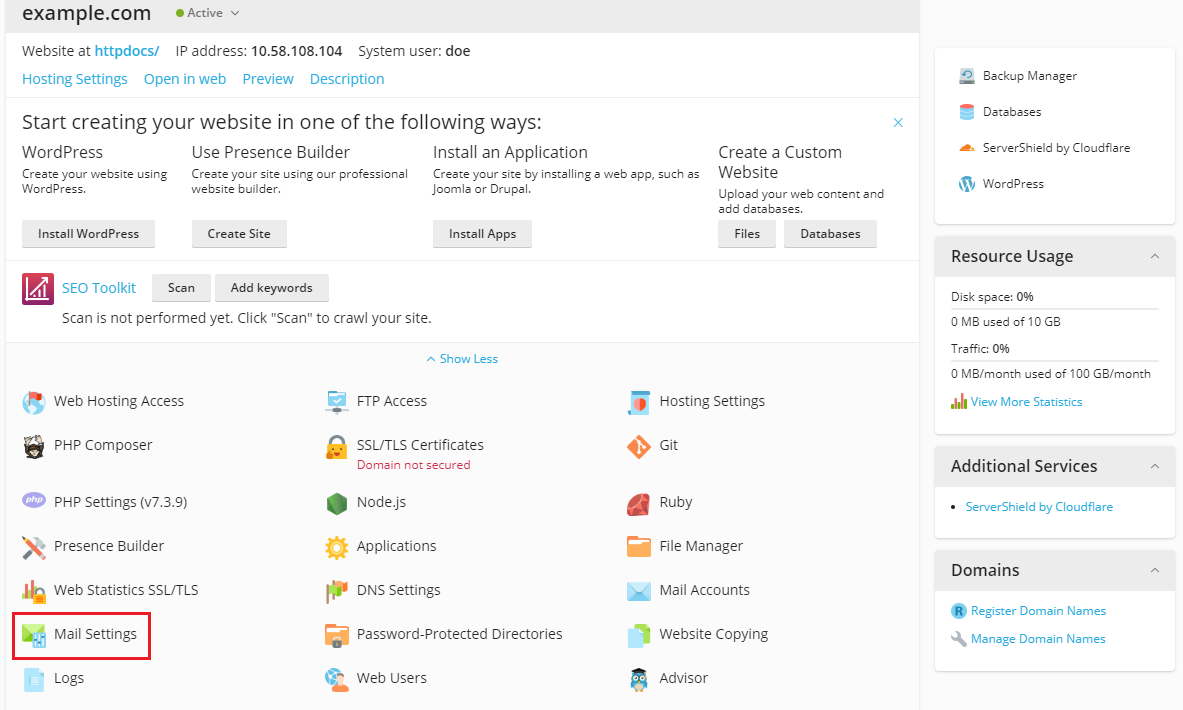 example.com Active
Website at httpdocs/ IP address: 10.58.108.104 System user: doe
Hosting Settings Open in web Preview Description
Start creating your website in one of the following ways:
WordPress
Create your website using
WordPress.
Install WordPress
Use Presence Builder
Create your site using our professional
website builder.
Create Site
Install an Application
Create your site by installing a web app, such as
Joomla or Drupal.
Install Apps
Create a Custom
Website
Upload your web content and
add databases.
Files Databases
SEO Toolkit Scan Add keywords
Scan is not performed yet. Click "Scan" to crawl your site.
Show Less
Web Hosting Access FTP Access Hosting Settings
PHP Composer SSL/TLS Certificates Git
Domain not secured
php PHP Settings (v7.3.9) Node.js Ruby
Presence Builder Applications File Manager
Web Statistics SSL/TLS DNS Settings Mail Accounts
Mail Settings Password-Protected Directories Website Copying
Logs Web Users Advisor
Backup Manager
Databases
ServerShield by Cloudflare
WordPress
Resource Usage
Disk space: 0%
0 MB used of 10 GB
Traffic: 0%
0 MB/month used of 100 GB/month
View More Statistics
Additional Services
ServerShield by Cloudflare
Domains
R Register Domain Names
Manage Domain Names